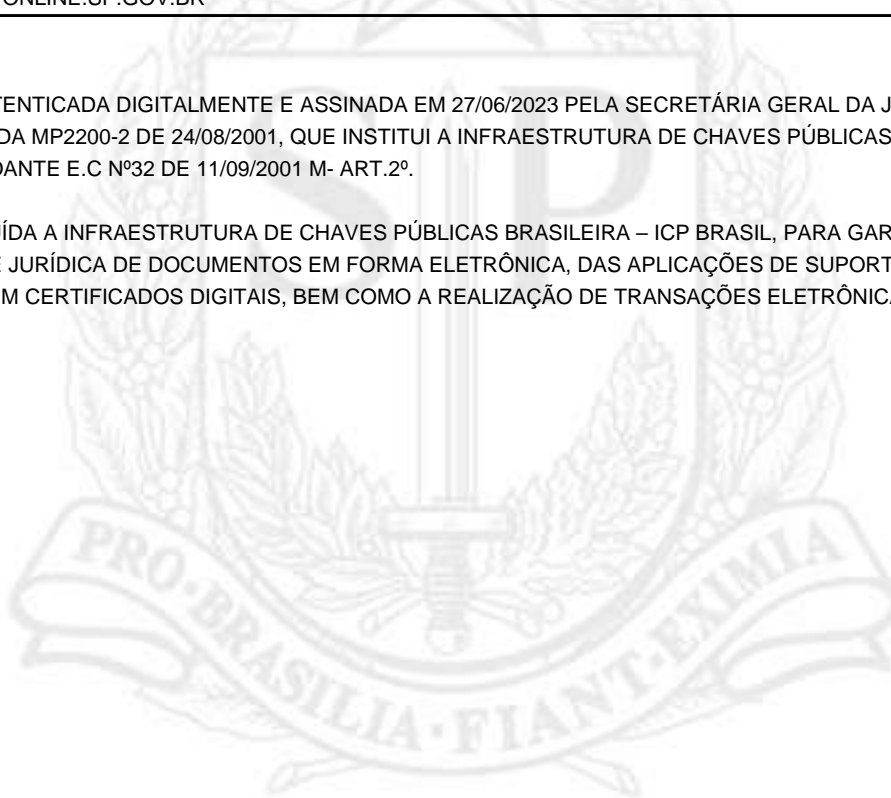 ONLINE.SP.GOV.BR
TENTICADA DIGITALMENTE E ASSINADA EM 27/06/2023 PELA SECRETÁRIA GERAL DA J
DA MP2200-2 DE 24/08/2001, QUE INSTITUI A INFRAESTRUTURA DE CHAVES PÚBLICAS
DANTE E.C Nº32 DE 11/09/2001 M- ART.2º.
ÍDA A INFRAESTRUTURA DE CHAVES PÚBLICAS BRASILEIRA – ICP BRASIL, PARA GAR
E JURÍDICA DE DOCUMENTOS EM FORMA ELETRÔNICA, DAS APLICAÇÕES DE SUPORT
M CERTIFICADOS DIGITAIS, BEM COMO A REALIZAÇÃO DE TRANSAÇÕES ELETRÔNICA
SP
PRO·BRASILIA·FIANT·EXIMIA